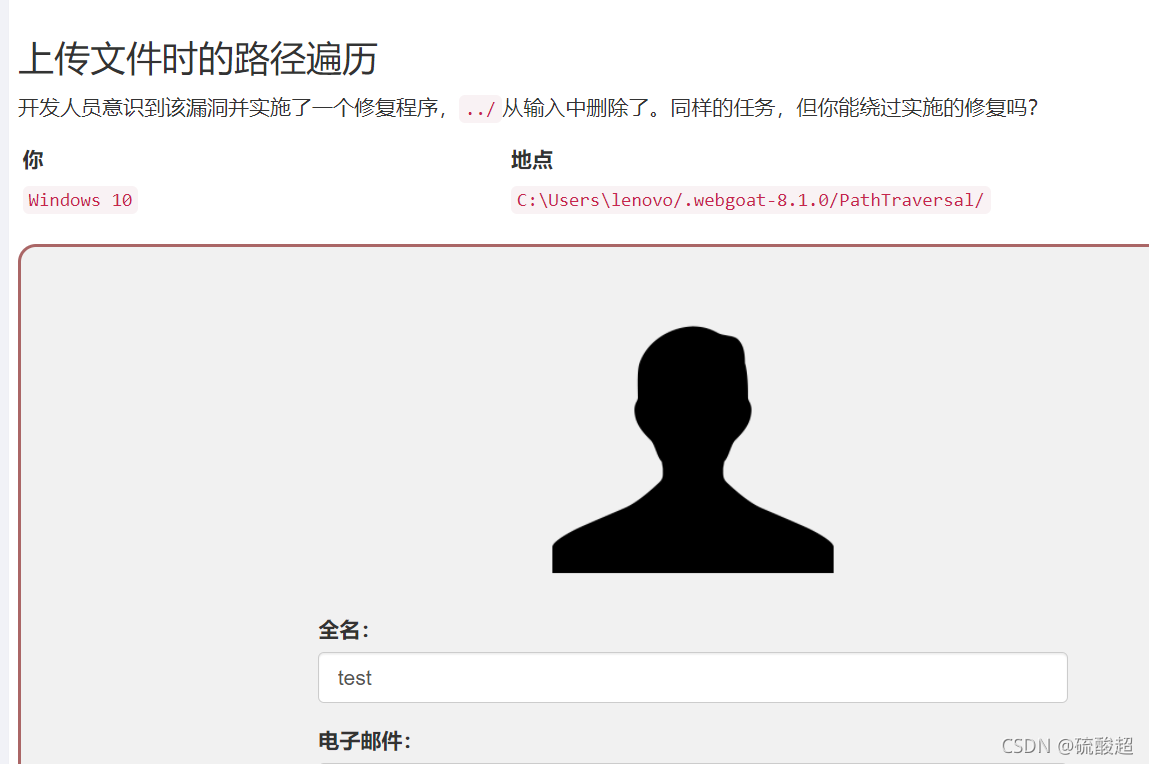 上传文件时的路径遍历
开发人员意识到该漏洞并实施了一个修复程序，../从输入中删除了。同样的任务，但你能绕过实施的修复吗？
你
地点
Windows 10
C:\Users\lenovo/.webgoat-8.1.0/PathTraversal/
全名：
test
电子邮件：
CSDN @硫酸超